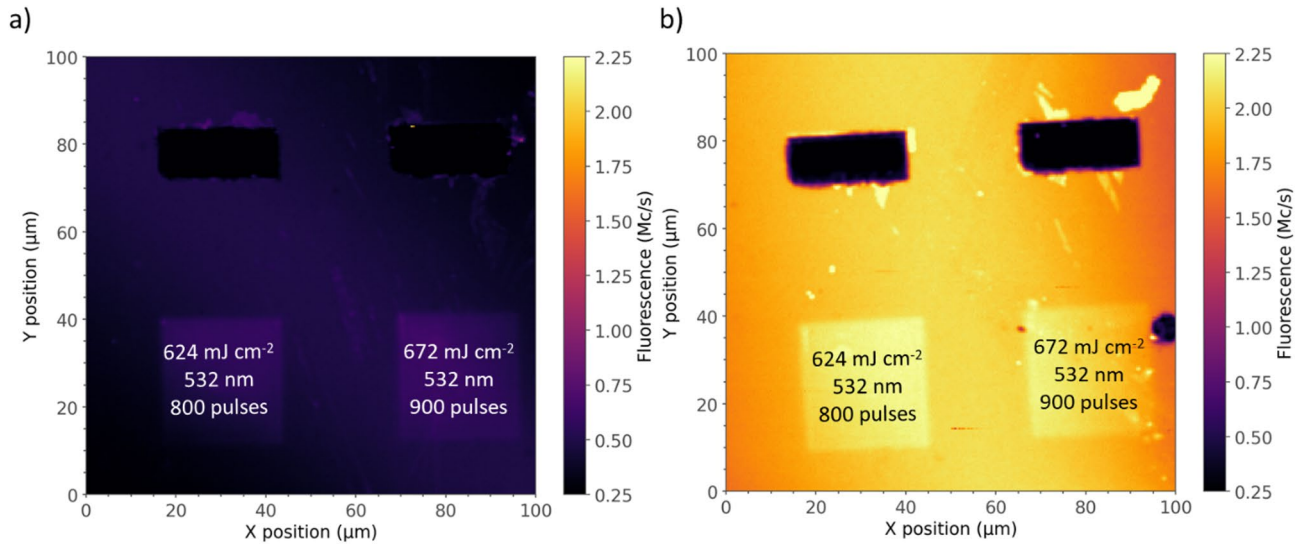 a)
100
80
60
40
20
0
Y position (µm)
0
20
40
60
80
100
X position (µm)
624 mJ cm-2
532 nm
800 pulses
672 mJ cm-2
532 nm
900 pulses
2.25
2.00
1.75
1.50
1.25
1.00
0.75
0.50
0.25
Fluorescence (Mc/s)
b)
100
80
60
40
20
0
Y position (µm)
0
20
40
60
80
100
X position (µm)
624 mJ cm-2
532 nm
800 pulses
672 mJ cm-2
532 nm
900 pulses
2.25
2.00
1.75
1.50
1.25
1.00
0.75
0.50
0.25
Fluorescence (Mc/s)